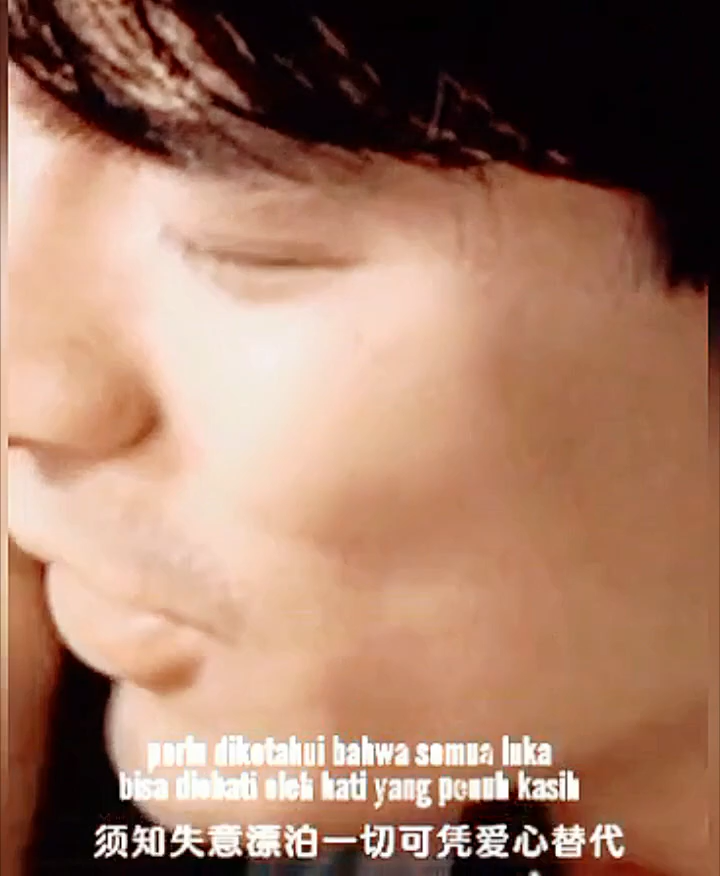 perlu diketahui bahwa semua luka
bisa diobati oleh hati yang penuh kasih
须知失意漂泊一切可凭爱心替代